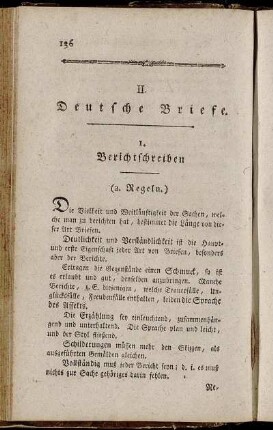 136
II.
Deutsche Briefe.
1.
Berichtschreiben
(a. Regeln.)
Die Vielheit und Weitläuftigkeit der Sachen, wel-
che man zu berichten hat, bestimmet die Länge von die-
ser Art Briefen.
Deutlichkeit und Verständlichkeit ist die Haupt-
und erste Eigenschaft jeder Art von Briefen, besonders
aber der Berichte.
Ertragen die Gegenstände einen Schmuck, so ist
es erlaubt und gut, denselben anzubringen. Manche
Berichte, z. E. diejenigen, welche Trauerfälle, Un-
glücksfälle, Freudenfälle enthalten, leiden die Sprache
des Affekts.
Die Erzählung sey einleuchtend, zusammenhän-
gend und unterhaltend. Die Sprache plan und leicht,
und der Styl fließend.
Schilderungen müssen mehr den Skizzen, als
ausgeführten Gemälden gleichen.
Vollständig muß jeder Bericht seyn; d. i. es muß
nichts zur Sache gehöriges darin fehlen.
Re-